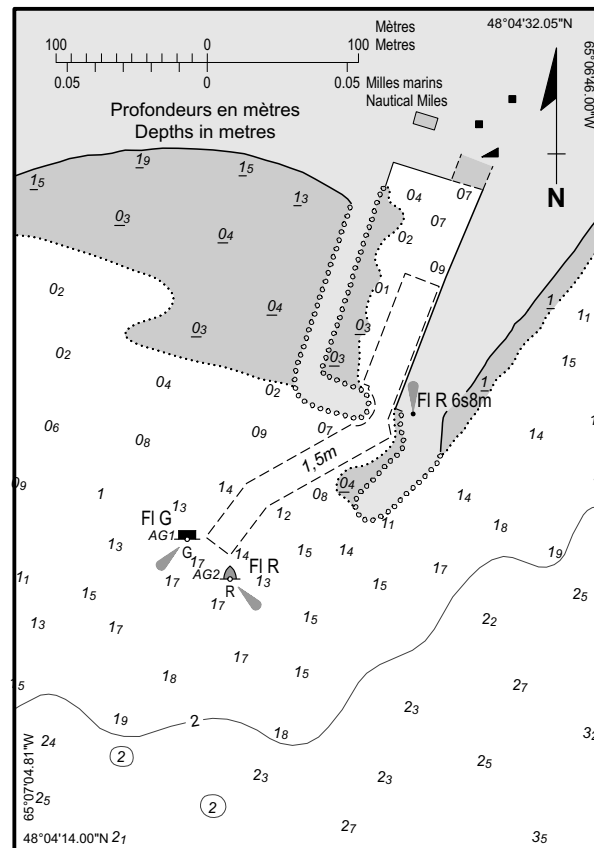 Mètres
48°04'32.05"N
100 0 100 Metres
65°06'46.00"W
0.05 0 0.05 Milles marins
Nautical Miles
Profondeurs en mètres
Depths in metres
N
1₉
1₅ 1₅
1₃ 0₄ 0₇
0₃ 0₇
0₄ 0₂
0₉
0₂ 0₁
0₄ 1
0₃ 0₃ 1₁
0₂ 0₃ 1₅
0₄ 0₂ 1
Fl R 6s8m
0₆ 0₈ 0₉ 0₇ 1₄
1,5m
0₉ 1 1₄ 0₈ 0₄ 1₄
1₃ 1₂ 1₁ 1₈
Fl G
AG1
G
1₃ 1₄ 1₅ 1₄ 1₉
1₇ Fl R
AG2
R
1₁ 1₇ 1₃ 1₅ 1₇
1₅ 1₇ 1₅ 2₅
1₃ 1₇ 2₂
1₇
1₅ 1₈ 1₅ 2₇
1₉ 2 1₈ 2₃ 3₂
2₄
2 2₅
2₃ 2₃
2₅ 2
65°07'04.81"W
2₇
48°04'14.00"N 2₁ 3₅